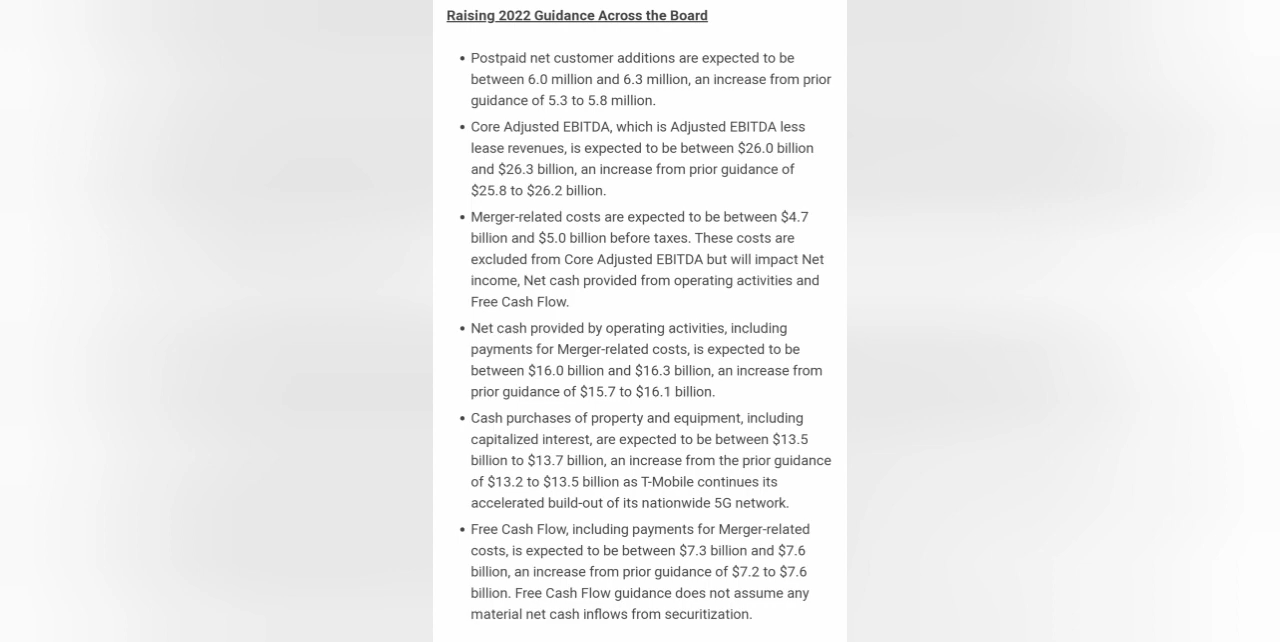 Raising 2022 Guidance Across the Board
• Postpaid net customer additions are expected to be
between 6.0 million and 6.3 million, an increase from prior
guidance of 5.3 to 5.8 million.
• Core Adjusted EBITDA, which is Adjusted EBITDA less
lease revenues, is expected to be between $26.0 billion
and $26.3 billion, an increase from prior guidance of
$25.8 to $26.2 billion.
• Merger-related costs are expected to be between $4.7
billion and $5.0 billion before taxes. These costs are
excluded from Core Adjusted EBITDA but will impact Net
income, Net cash provided from operating activities and
Free Cash Flow.
• Net cash provided by operating activities, including
payments for Merger-related costs, is expected to be
between $16.0 billion and $16.3 billion, an increase from
prior guidance of $15.7 to $16.1 billion.
• Cash purchases of property and equipment, including
capitalized interest, are expected to be between $13.5
billion to $13.7 billion, an increase from the prior guidance
of $13.2 to $13.5 billion as T-Mobile continues its
accelerated build-out of its nationwide 5G network.
• Free Cash Flow, including payments for Merger-related
costs, is expected to be between $7.3 billion and $7.6
billion, an increase from prior guidance of $7.2 to $7.6
billion. Free Cash Flow guidance does not assume any
material net cash inflows from securitization.